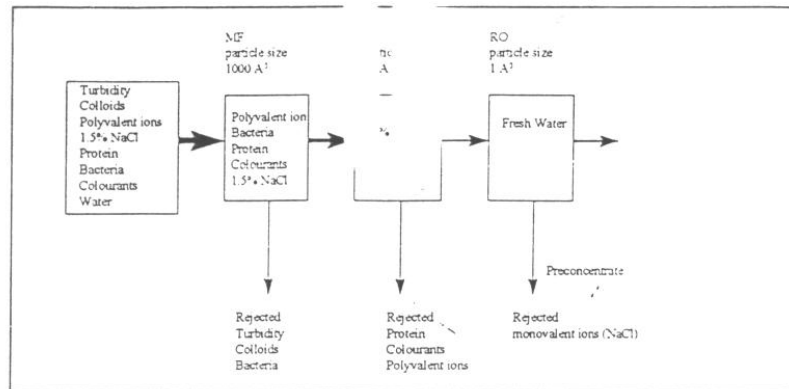 MF
particle size
1000 A²
A
RO
particle size
1 A²
Turbidity
Colloids
Polyvalent ions
1.5% NaCl
Protein
Bacteria
Colourants
Water
Polyvalent ion
Bacteria
Protein
Colourants
1.5% NaCl
%
Fresh Water
Preconcentrate
Rejected
Turbidity
Colloids
Bacteria
Rejected
Protein
Colourants
Polyvalent ions
Rejected
monovalent ions (NaCl)